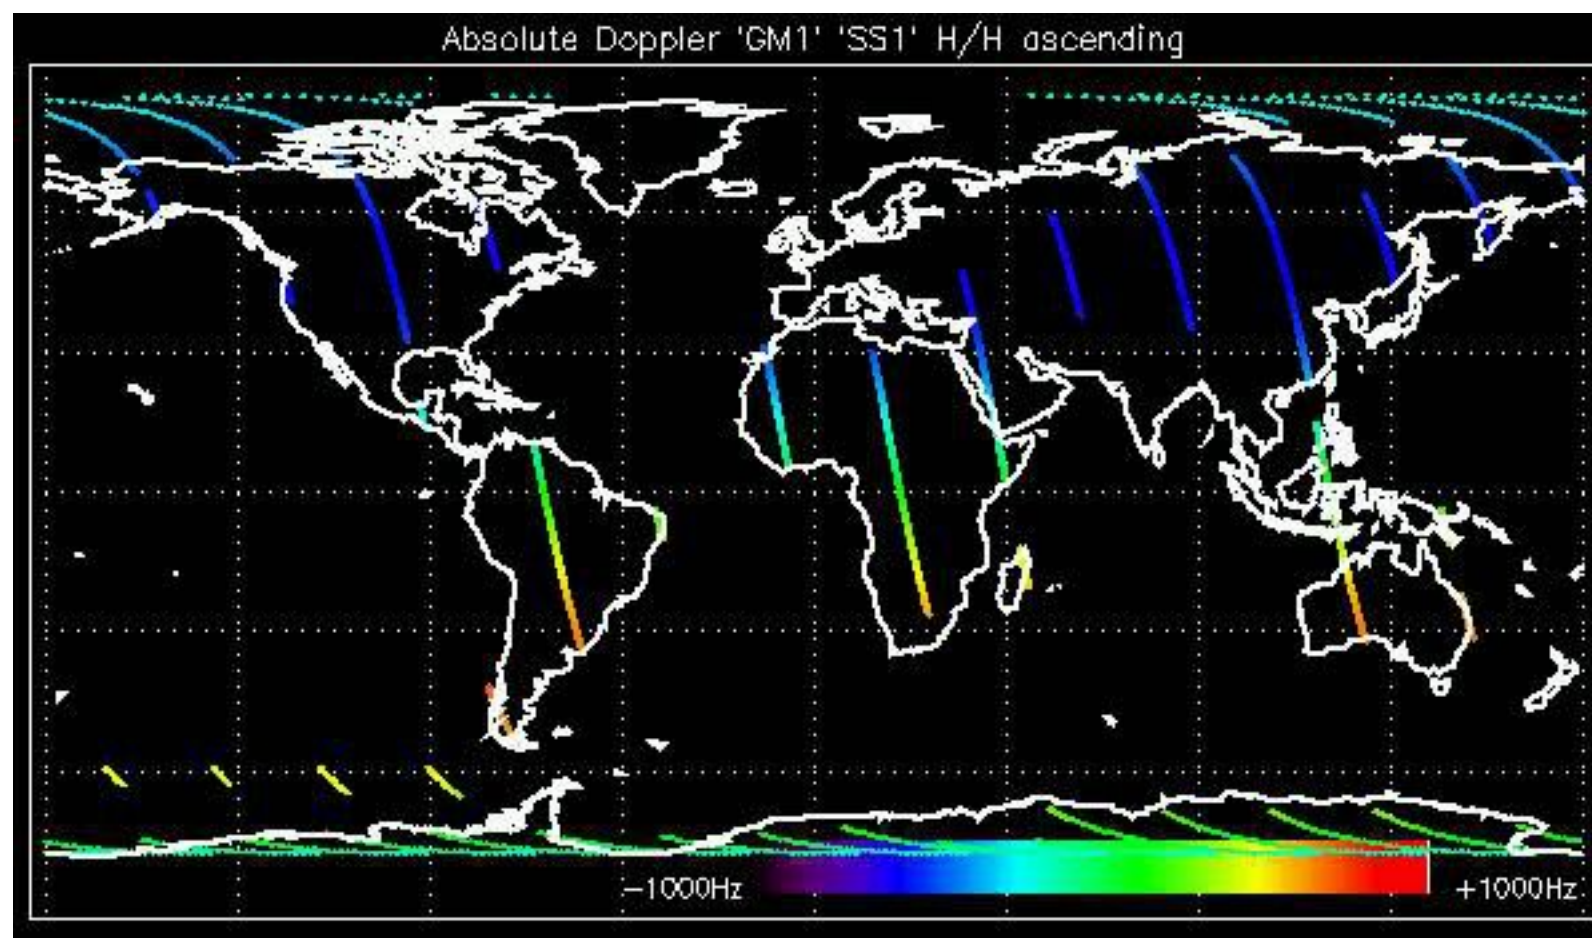 Absolute Doppler 'GM1' 'SS1' H/H ascending
-1000Hz +1000Hz